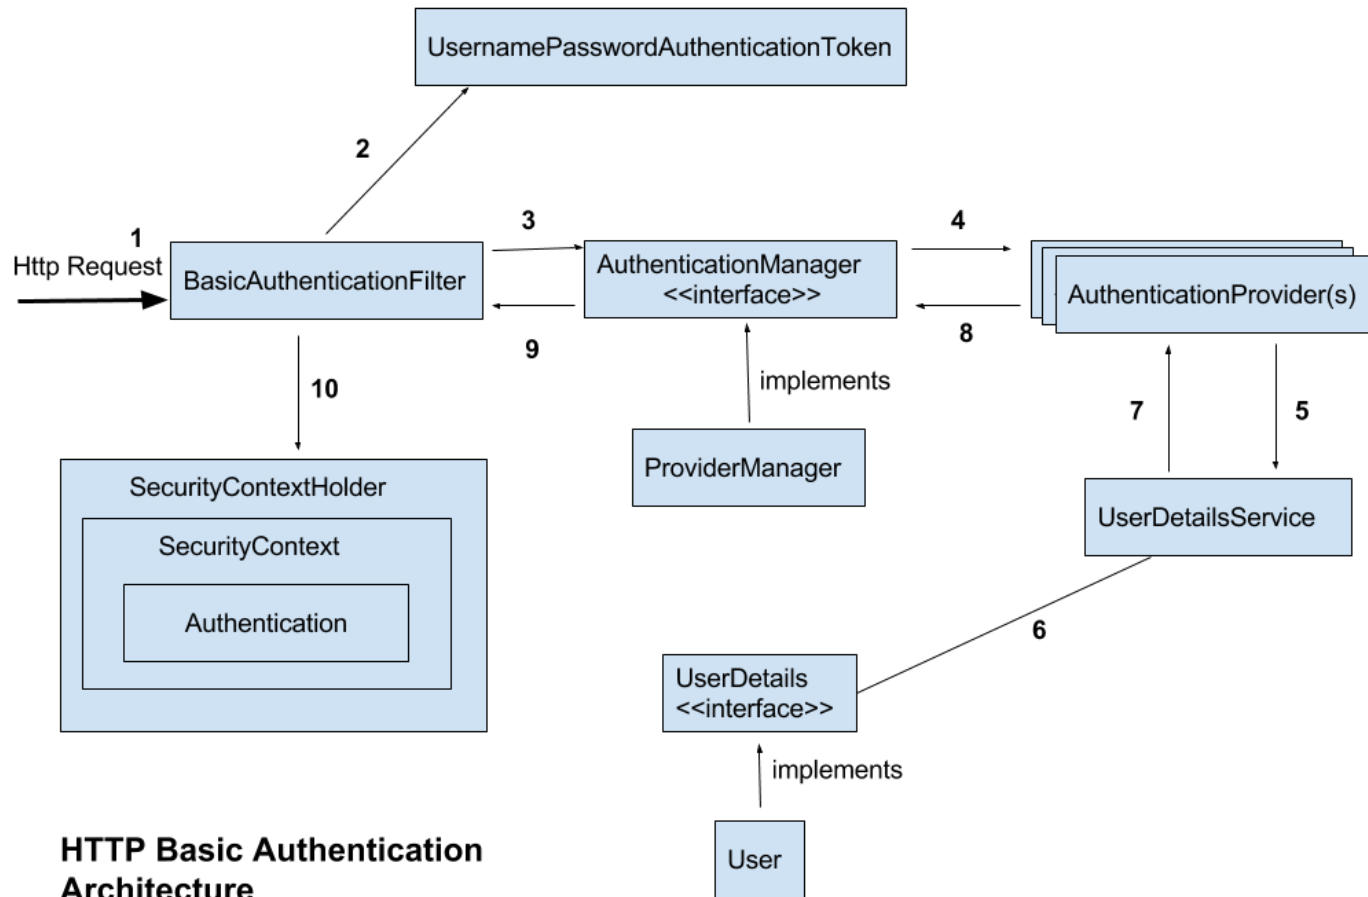 UsernamePasswordAuthenticationToken
2
1
Http Request
BasicAuthenticationFilter
3
AuthenticationManager
<<interface>>
4
AuthenticationProvider(s)
9
8
10
implements
7
5
ProviderManager
SecurityContextHolder
SecurityContext
Authentication
UserDetailsService
6
UserDetails
<<interface>>
implements
User
HTTP Basic Authentication
Architecture